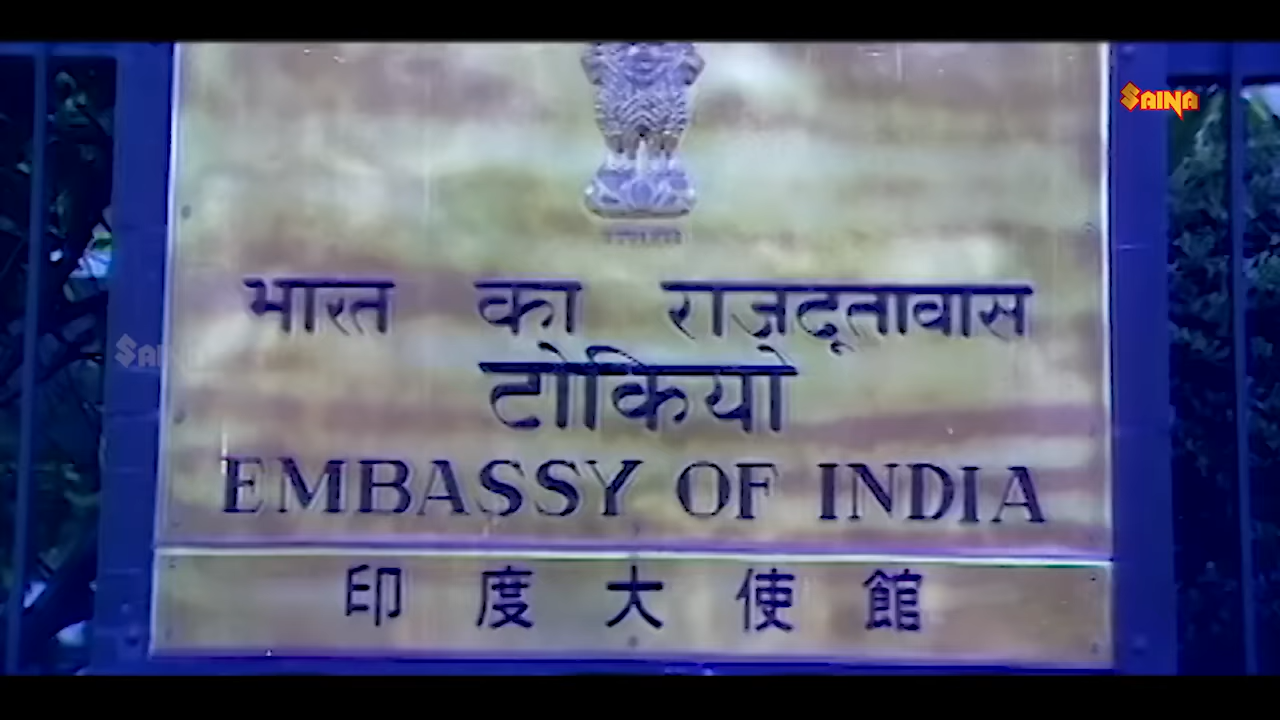 SAINA
भारत का राजदूतावास
टोकियो
EMBASSY OF INDIA
印度大使館